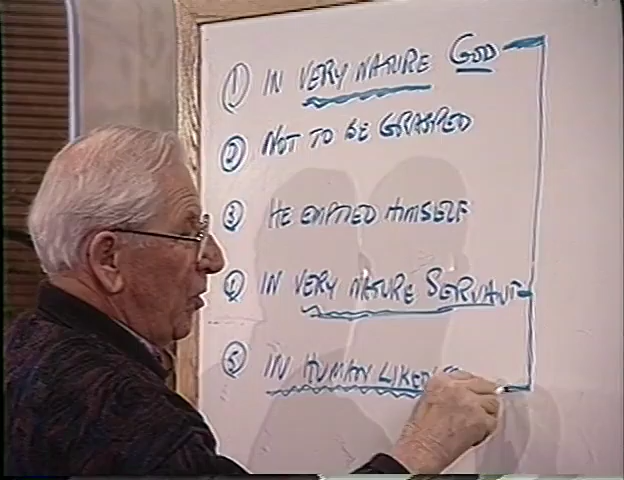 ① IN VERY NATURE GOD
② NOT TO BE GRASPED
③ HE EMPTIED HIMSELF
④ IN VERY NATURE SERVANT
⑤ IN HUMAN